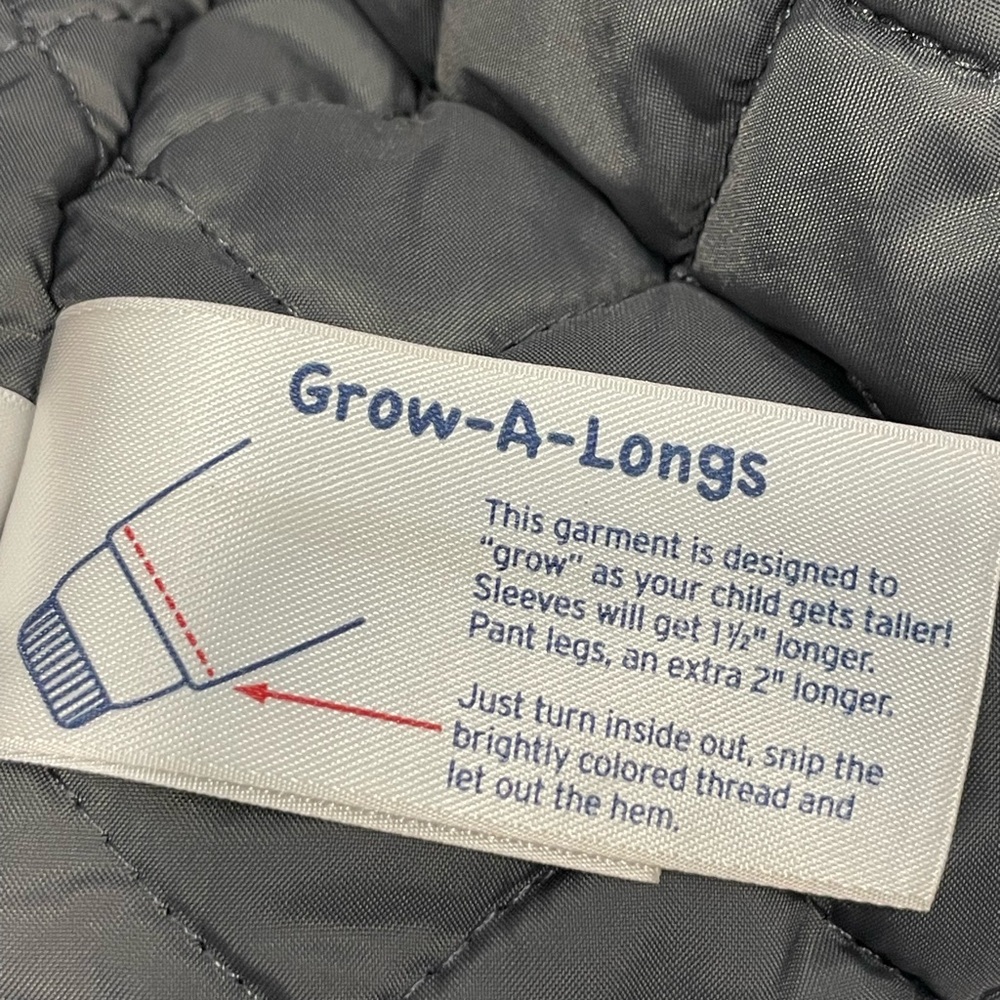 Grow-A-Longs
This garment is designed to
“grow” as your child gets taller!
Sleeves will get 1½" longer.
Pant legs, an extra 2" longer.
Just turn inside out, snip the
brightly colored thread and
let out the hem.